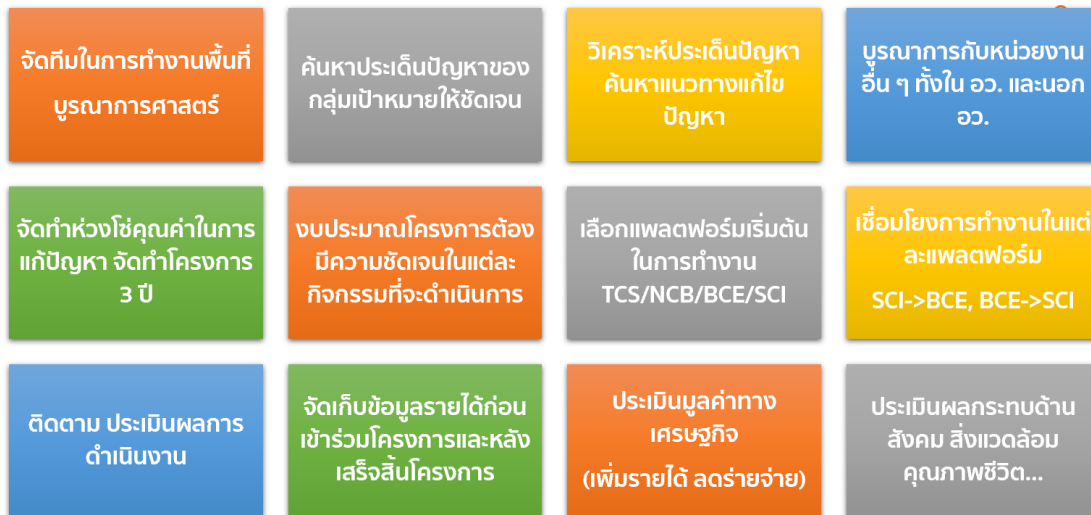 จัดทีมในการทำงานพื้นที่
บูรณาการศาสตร์
ค้นหาประเด็นปัญหาของ
กลุ่มเป้าหมายให้ชัดเจน
วิเคราะห์ประเด็นปัญหา
ค้นหาแนวทางแก้ไข
ปัญหา
บูรณาการกับหน่วยงาน
อื่น ๆ ทั้งใน อว. และนอก
อว.
จัดทำห่วงโซ่คุณค่าในการ
แก้ปัญหา จัดทำโครงการ
3 ปี
งบประมาณโครงการต้อง
มีความชัดเจนในแต่ละ
กิจกรรมที่จะดำเนินการ
เลือกแพลตฟอร์มเริ่มต้น
ในการทำงาน
TCS/NCB/BCE/SCI
เชื่อมโยงการทำงานในแต่
ละแพลตฟอร์ม
SCI->BCE, BCE->SCI
ติดตาม ประเมินผลการ
ดำเนินงาน
จัดเก็บข้อมูลรายได้ก่อน
เข้าร่วมโครงการและหลัง
เสร็จสิ้นโครงการ
ประเมินมูลค่าทาง
เศรษฐกิจ
(เพิ่มรายได้ ลดร่ายจ่าย)
ประเมินผลกระทบด้าน
สังคม สิ่งแวดล้อม
คุณภาพชีวิต...